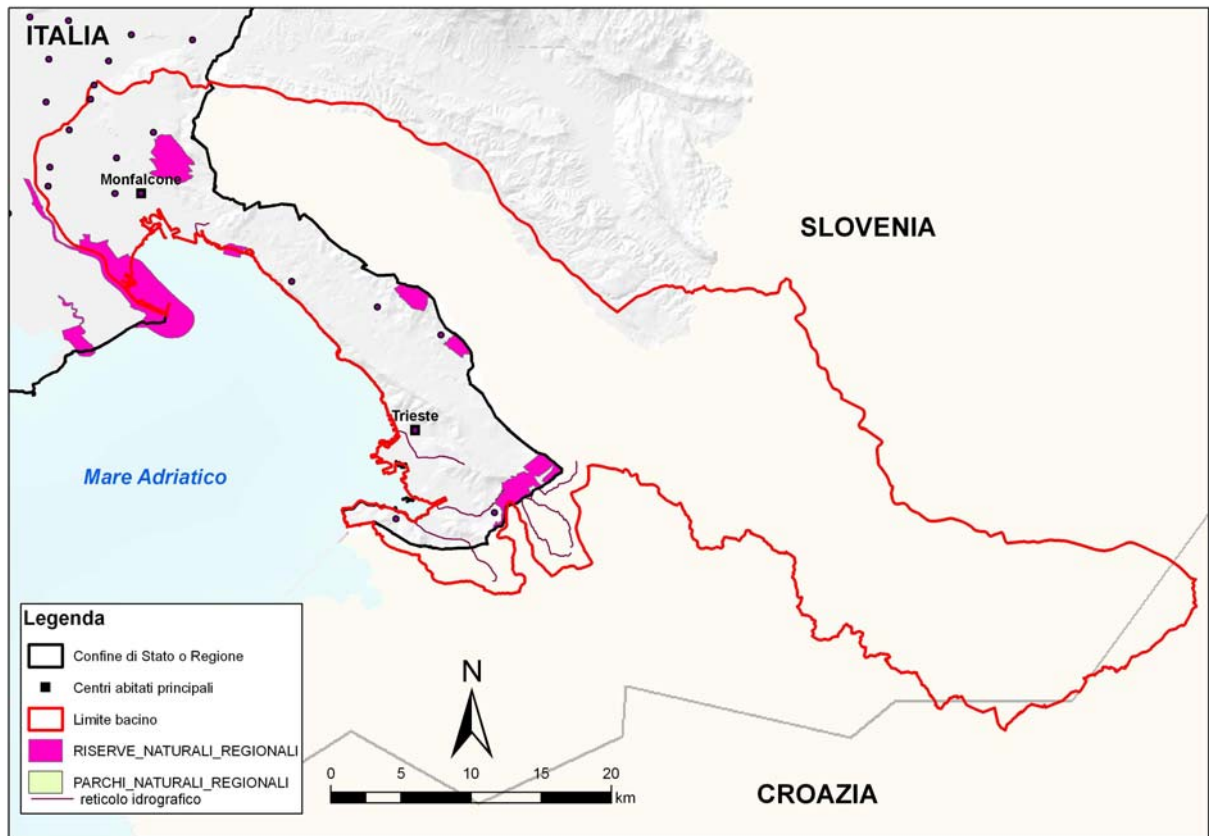 ITALIA
Monfalcone
SLOVENIA
Trieste
Mare Adriatico
Legenda
Confine di Stato o Regione
Centri abitati principali
Limite bacino
RISERVE_NATURALI_REGIONALI
PARCHI_NATURALI_REGIONALI
reticolo idrografico
N
0 5 10 15 20
km
CROAZIA